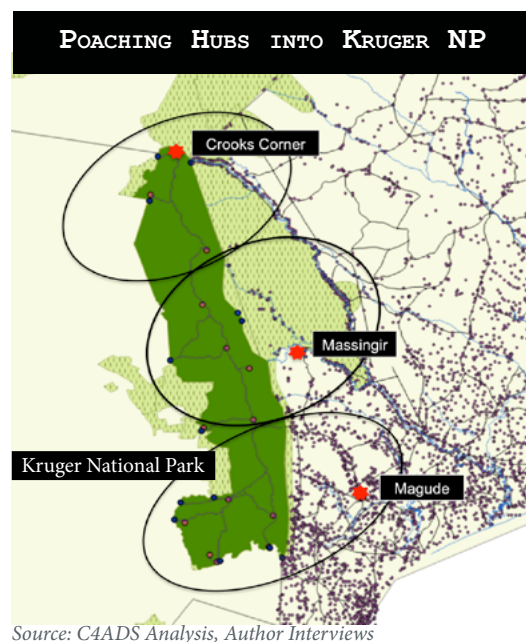 Poaching Hubs into Kruger NP
Crooks Corner
Massingir
Kruger National Park
Magude
Source: C4ADS Analysis, Author Interviews